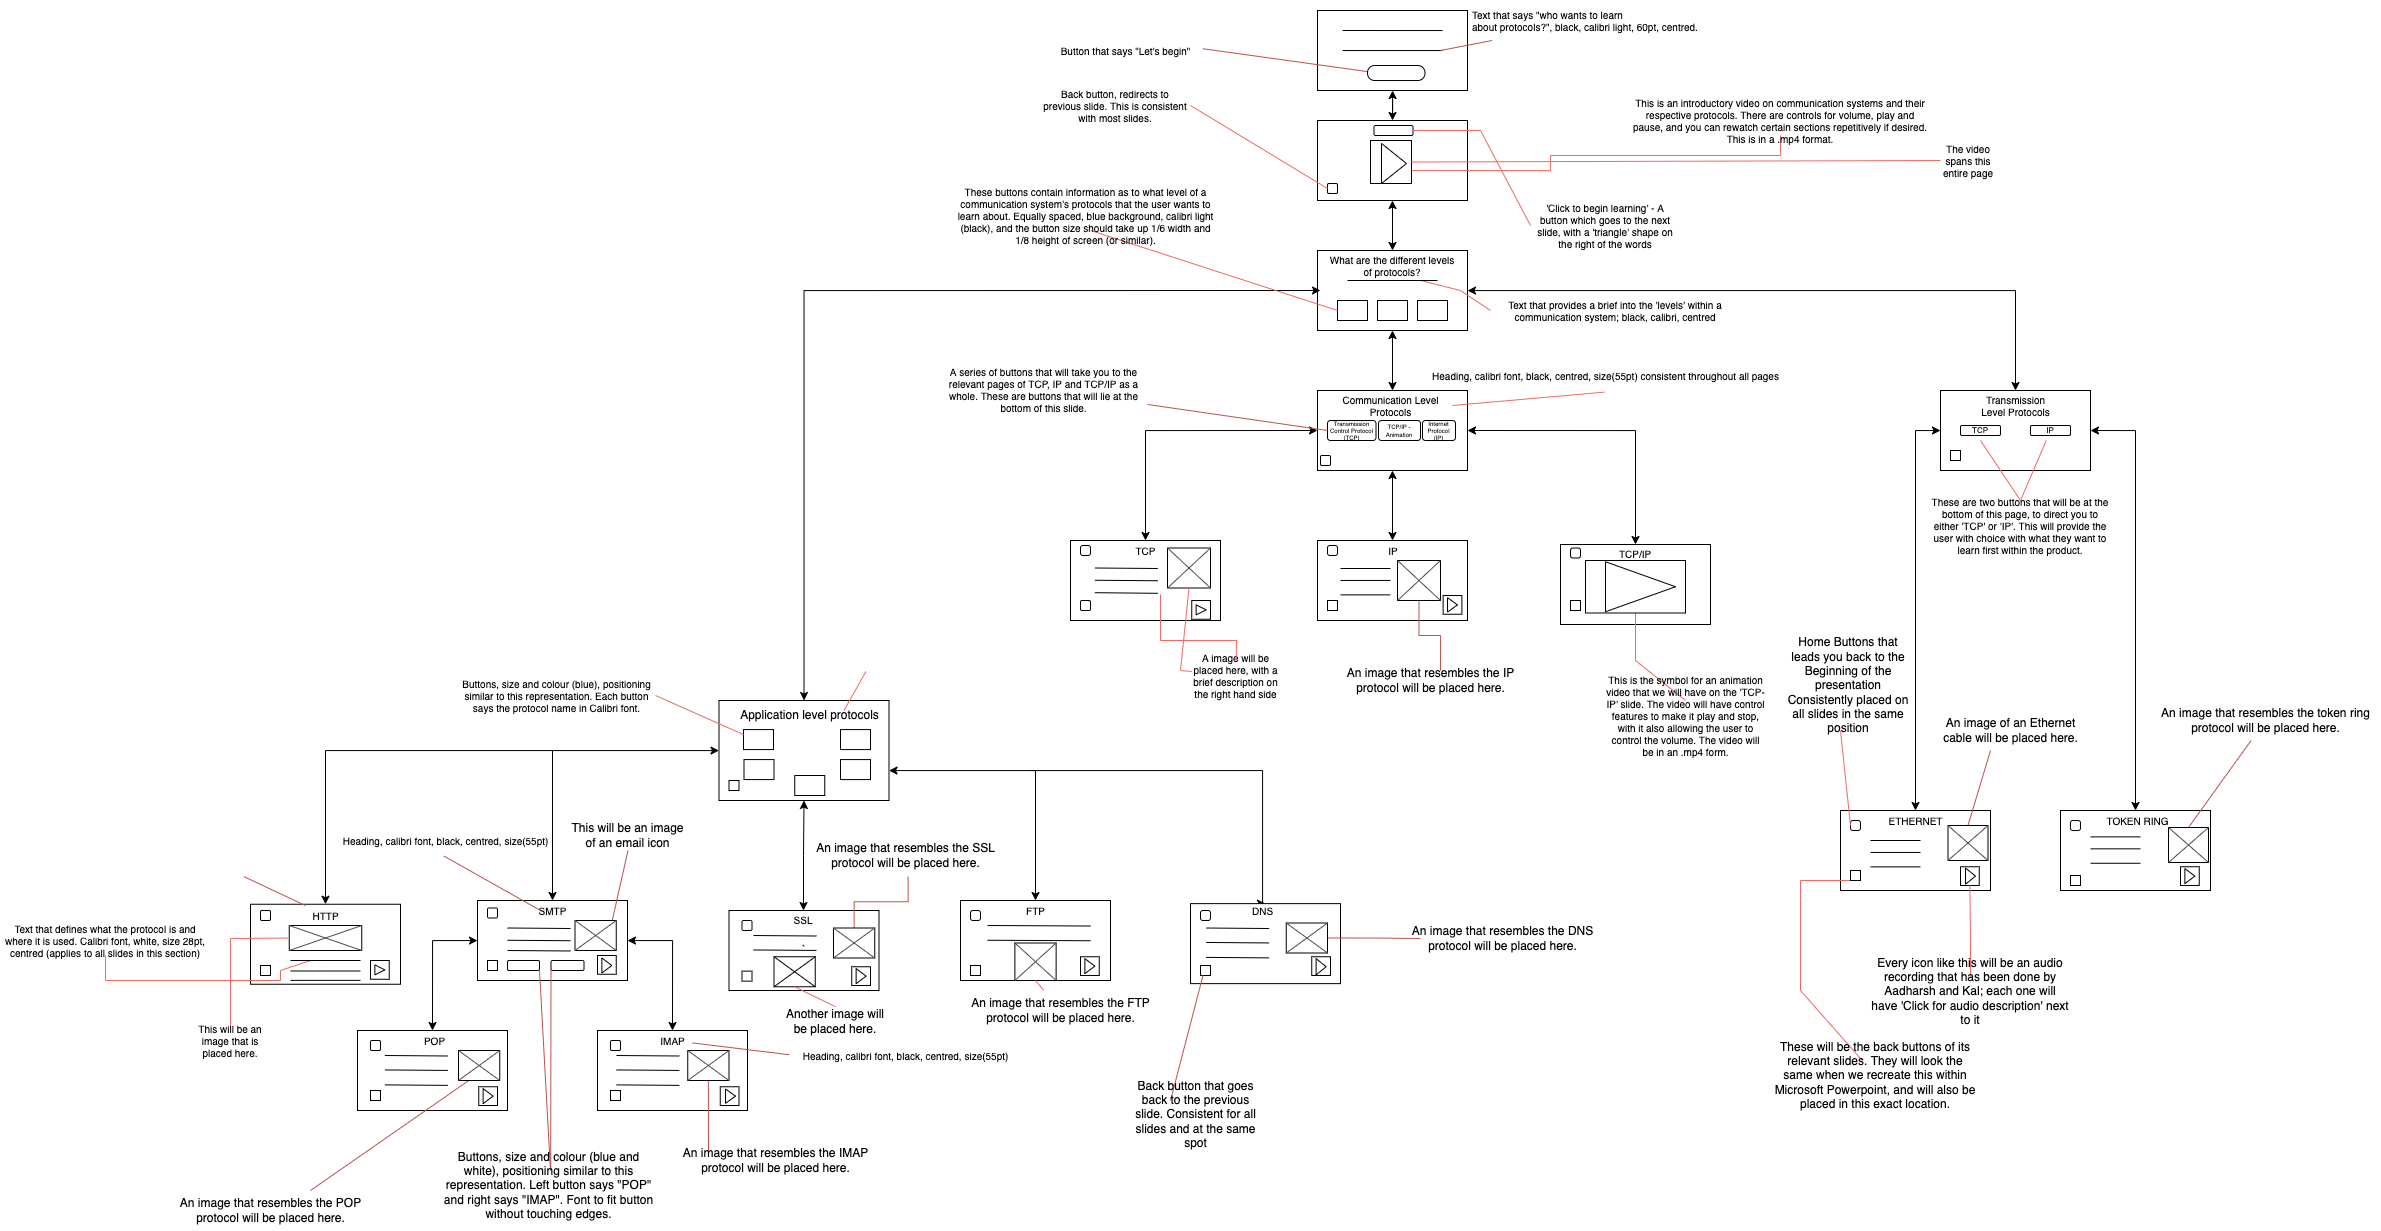 Text that says "who wants to learn
about protocols?", black, calibri light, 60pt, centred.
Button that says "Let's begin"
Back button, redirects to
previous slide. This is consistent
with most slides.
This is an introductory video on communication systems and their
respective protocols. There are controls for volume, play and
pause, and you can rewatch certain sections repetitively if desired.
This is in a .mp4 format.
The video
spans this
entire page
These buttons contain information as to what level of a
communication system's protocols that the user wants to
learn about. Equally spaced, blue background, calibri light
(black), and the button size should take up 1/6 width and
1/8 height of screen (or similar).
'Click to begin learning' - A
button which goes to the next
slide, with a 'triangle' shape on
the right of the words
What are the different levels
of protocols?
Text that provides a brief into the 'levels' within a
communication system; black, calibri, centred
A series of buttons that will take you to the
relevant pages of TCP, IP and TCP/IP as a
whole. These are buttons that will lie at the
bottom of this slide.
Heading, calibri font, black, centred, size(55pt) consistent throughout all pages
Communication Level
Protocols
Transmission
Control Protocol
(TCP)
TCP/IP -
Animation
Internet
Protocol
(IP)
Transmission
Level Protocols
TCP
IP
These are two buttons that will be at the
bottom of this page, to direct you to
either 'TCP' or 'IP'. This will provide the
user with choice with what they want to
learn first within the product.
TCP
IP
TCP/IP
A image will be
placed here, with a
brief description on
the right hand side
An image that resembles the IP
protocol will be placed here.
This is the symbol for an animation
video that we will have on the 'TCP-
IP' slide. The video will have control
features to make it play and stop,
with it also allowing the user to
control the volume. The video will
be in an .mp4 form.
Home Buttons that
leads you back to the
Beginning of the
presentation
Consistently placed on
all slides in the same
position
An image of an Ethernet
cable will be placed here.
An image that resembles the token ring
protocol will be placed here.
Buttons, size and colour (blue), positioning
similar to this representation. Each button
says the protocol name in Calibri font.
Application level protocols
Heading, calibri font, black, centred, size(55pt)
This will be an image
of an email icon
An image that resembles the SSL
protocol will be placed here.
ETHERNET
TOKEN RING
HTTP
SMTP
SSL
FTP
DNS
Text that defines what the protocol is and
where it is used. Calibri font, white, size 28pt,
centred (applies to all slides in this section)
An image that resembles the DNS
protocol will be placed here.
Every icon like this will be an audio
recording that has been done by
Aadharsh and Kal; each one will
have 'Click for audio description' next
to it
This will be an
image that is
placed here.
Another image will
be placed here.
An image that resembles the FTP
protocol will be placed here.
POP
IMAP
Heading, calibri font, black, centred, size(55pt)
These will be the back buttons of its
relevant slides. They will look the
same when we recreate this within
Microsoft Powerpoint, and will also be
placed in this exact location.
Back button that goes
back to the previous
slide. Consistent for all
slides and at the same
spot
Buttons, size and colour (blue and
white), positioning similar to this
representation. Left button says "POP"
and right says "IMAP". Font to fit button
without touching edges.
An image that resembles the IMAP
protocol will be placed here.
An image that resembles the POP
protocol will be placed here.